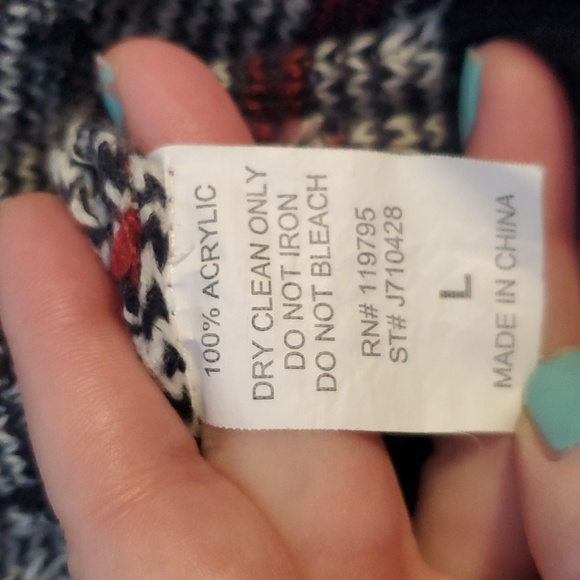 100% ACRYLIC
DRY CLEAN ONLY
DO NOT IRON
DO NOT BLEACH
RN# 119795
ST# J710428
L
MADE IN CHINA